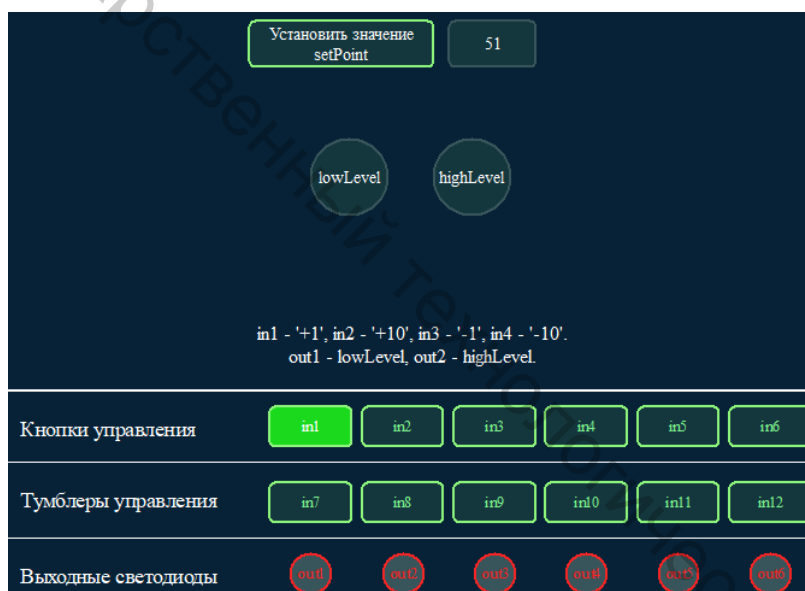 Установить значение
setPoint
51
lowLevel
highLevel
in1 - '+1', in2 - '+10', in3 - '-1', in4 - '-10'.
out1 - lowLevel, out2 - highLevel.
Кнопки управления
in1 in2 in3 in4 in5 in6
Тумблеры управления
in7 in8 in9 in10 in11 in12
Выходные светодиоды
out1 out2 out3 out4 out5 out6